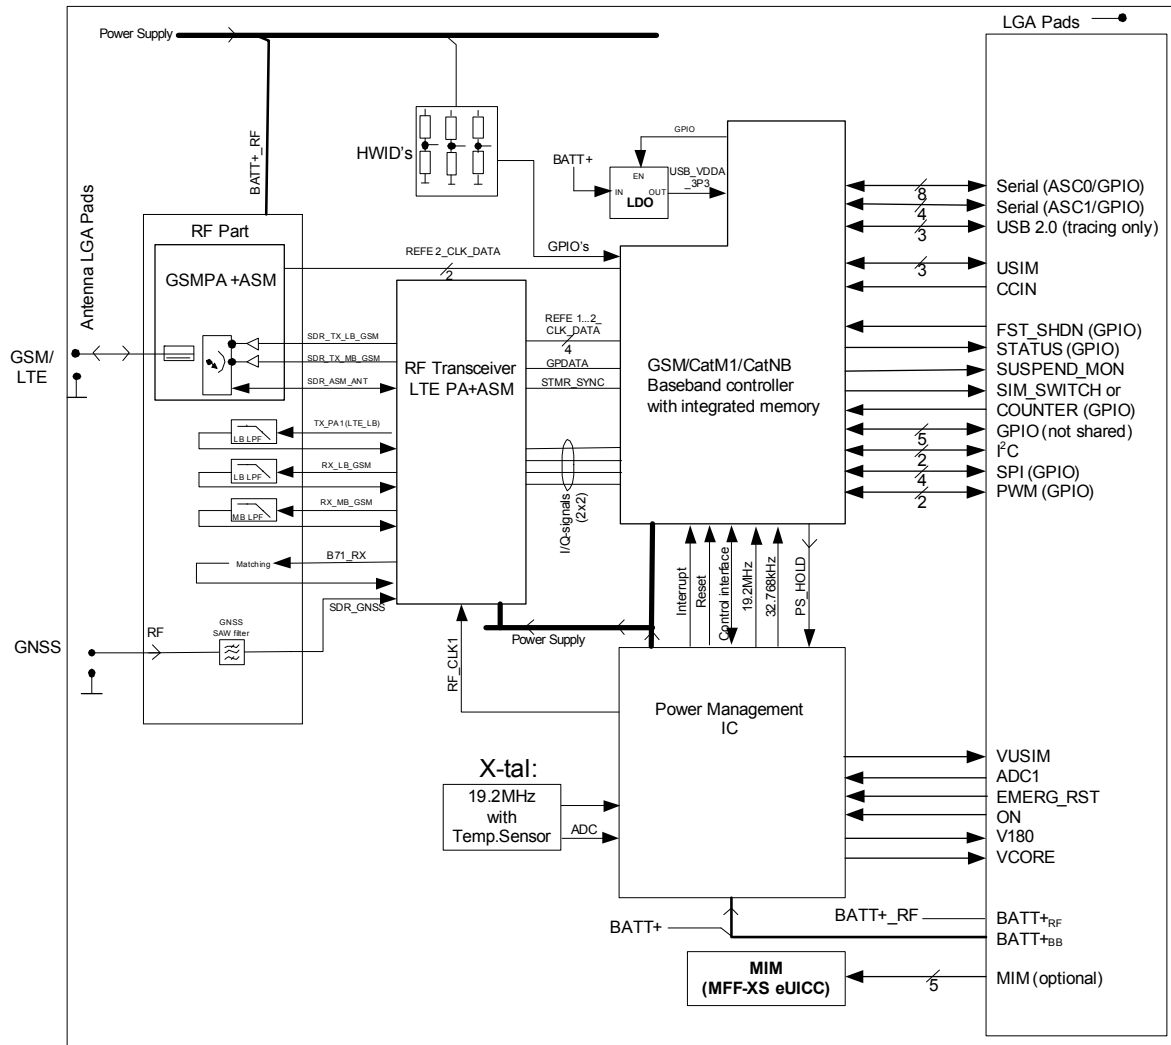 LGA Pads
Power Supply
BATT+_RF
HWID's
GPIO
BATT+
EN
IN
OUT
LDO
USB_VDDA
_3P3
GPIO's
Antenna LGA Pads
RF Part
GSMPA +ASM
REFE 2_CLK_DATA
2
GSM/
LTE
SDR_TX_LB_GSM
SDR_TX_MB_GSM
SDR_ASM_ANT
TX_PA1(LTE_LB)
LB LPF
RX_LB_GSM
LB LPF
RX_MB_GSM
MB LPF
B71_RX
Matching
SDR_GNSS
GNSS
RF
GNSS
SAW filter
RF Transceiver
LTE PA+ASM
REFE 1...2_
CLK_DATA
4
GPDATA
STMR_SYNC
I/Q-signals
(2x2)
GSM/CatM1/CatNB
Baseband controller
with integrated memory
8
Serial (ASC0/GPIO)
4
Serial (ASC1/GPIO)
3
USB 2.0 (tracing only)
3
USIM
CCIN
FST_SHDN (GPIO)
STATUS (GPIO)
SUSPEND_MON
SIM_SWITCH or
COUNTER (GPIO)
5
GPIO (not shared)
2
I²C
4
SPI (GPIO)
2
PWM (GPIO)
Interrupt
Reset
Control interface
19.2MHz
32.768kHz
PS_HOLD
Power Supply
RF_CLK1
Power Management
IC
X-tal:
19.2MHz
with
Temp.Sensor
ADC
VUSIM
ADC1
EMERG_RST
ON
V180
VCORE
BATT+
BATT+_RF
BATT+RF
BATT+BB
MIM
(MFF-XS eUICC)
5
MIM (optional)